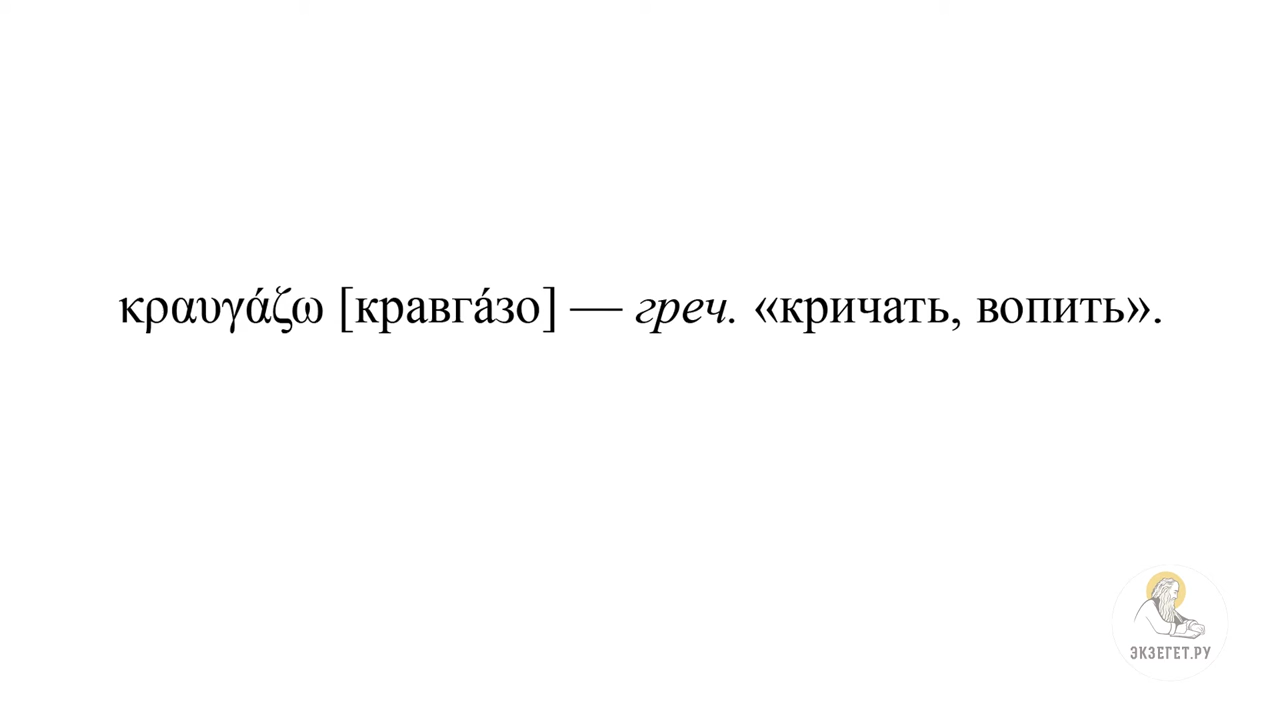 κραυγάζω [кравгáзо] — греч. «кричать, вопить».
ЭКЗЕГЕТ.РУ